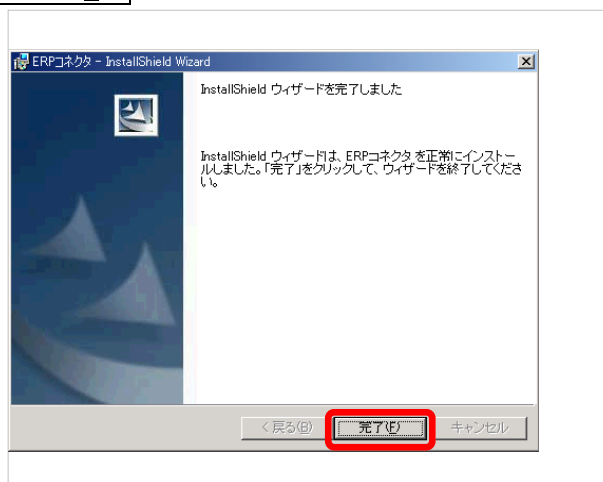 ERPコネクタ - InstallShield Wizard
InstallShield ウィザードを完了しました
InstallShield ウィザードは、ERPコネクタ を正常にインストー
ルしました。「完了」をクリックして、ウィザードを終了してくださ
い。
< 戻る(B)
完了(F)
キャンセル